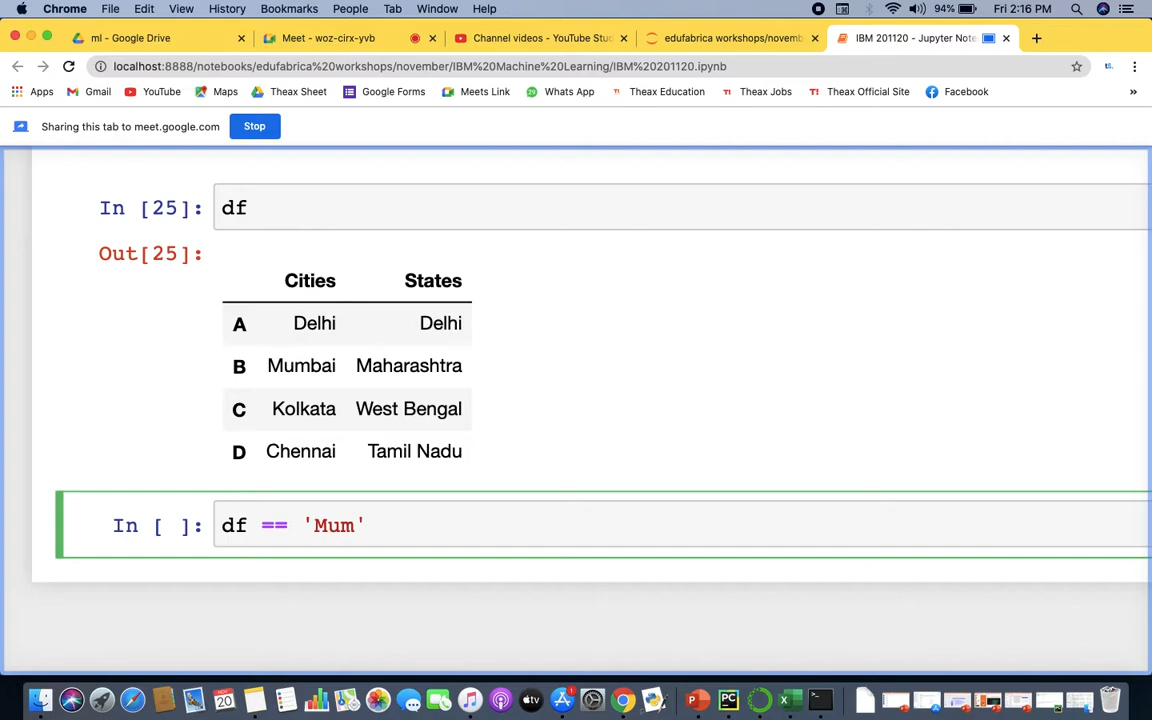 Chrome File Edit View History Bookmarks People Tab Window Help 94% Fri 2:16 PM
ml - Google Drive Meet - woz-cirx-yvb Channel videos - YouTube Stu edufabrica workshops/novemb IBM 201120 - Jupyter Note
localhost:8888/notebooks/edufabrica%20workshops/november/IBM%20Machine%20Learning/IBM%20201120.ipynb
Apps Gmail YouTube Maps Theax Sheet Google Forms Meets Link Whats App Theax Education Theax Jobs Theax Official Site Facebook »
Sharing this tab to meet.google.com Stop
In [25]: df
Out[25]:
Cities States
A Delhi Delhi
B Mumbai Maharashtra
C Kolkata West Bengal
D Chennai Tamil Nadu
In [ ]: df == 'Mum'